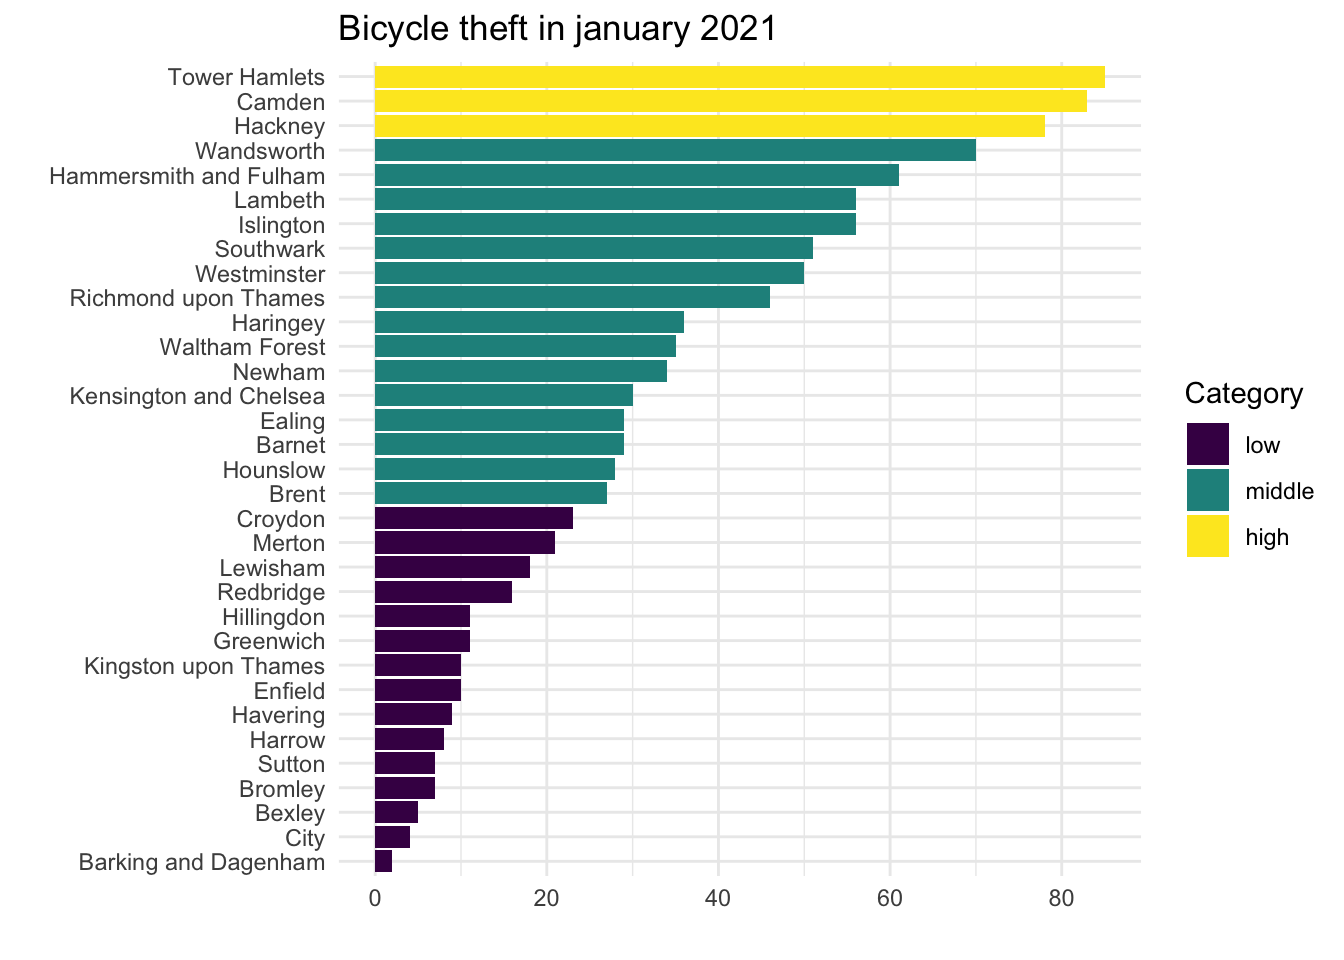 Bicycle theft in january 2021
Tower Hamlets
Camden
Hackney
Wandsworth
Hammersmith and Fulham
Lambeth
Islington
Southwark
Westminster
Richmond upon Thames
Haringey
Waltham Forest
Newham
Kensington and Chelsea
Ealing
Barnet
Hounslow
Brent
Croydon
Merton
Lewisham
Redbridge
Hillingdon
Greenwich
Kingston upon Thames
Enfield
Havering
Harrow
Sutton
Bromley
Bexley
City
Barking and Dagenham
0 20 40 60 80
Category
low
middle
high